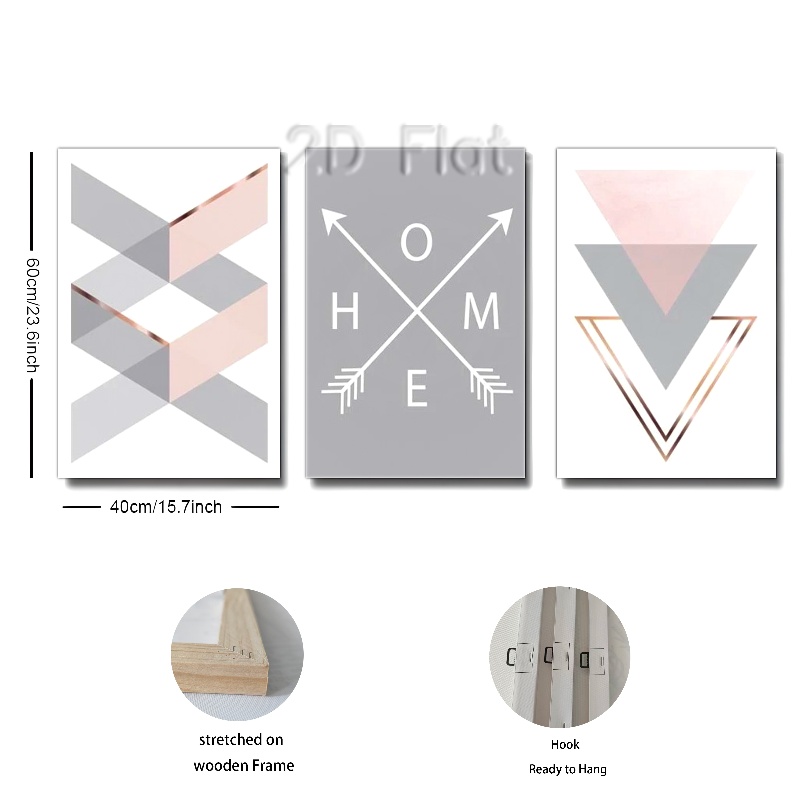 2D Flat
O
H M
E
60cm/23.6inch
40cm/15.7inch
stretched on
wooden Frame
Hook
Ready to Hang